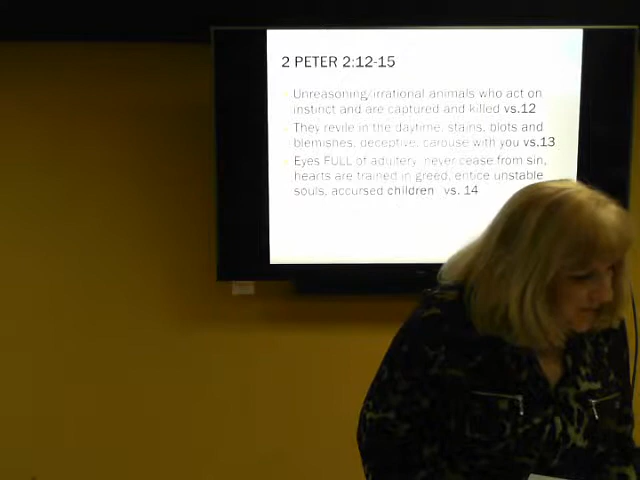 2 PETER 2:12-15
Unreasoning/irrational animals who act on
instinct and are captured and killed vs.12
They revile in the daytime, stains, blots and
blemishes, deceptive, carouse with you vs.13
Eyes FULL of adultery, never cease from sin,
hearts are trained in greed, entice unstable
souls, accursed children vs. 14